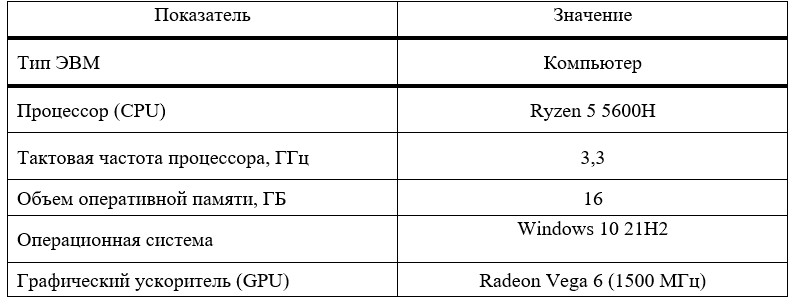 Показатель Значение
Тип ЭВМ Компьютер
Процессор (CPU) Ryzen 5 5600H
Тактовая частота процессора, ГГц 3,3
Объем оперативной памяти, ГБ 16
Операционная система Windows 10 21H2
Графический ускоритель (GPU) Radeon Vega 6 (1500 МГц)